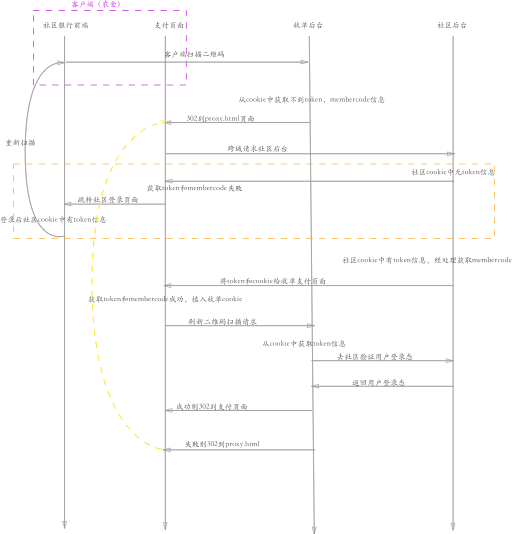 客户端（农金）
社区银行前端
支付页面
收单后台
社区后台
客户端扫描二维码
从cookie中获取不到token，membercode信息
302到proxy.html页面
重新扫描
跨域请求社区后台
社区cookie中无token信息
获取token和membercode失败
跳转社区登录页面
登录后社区cookie中有token信息
社区cookie中有token信息，经处理获取membercode
将token和cookie给收单支付页面
获取token和membercode成功，植入收单cookie
刷新二维码扫描请求
从cookie中获取token信息
去社区验证用户登录态
返回用户登录态
成功则302到支付页面
失败则302到proxy.html